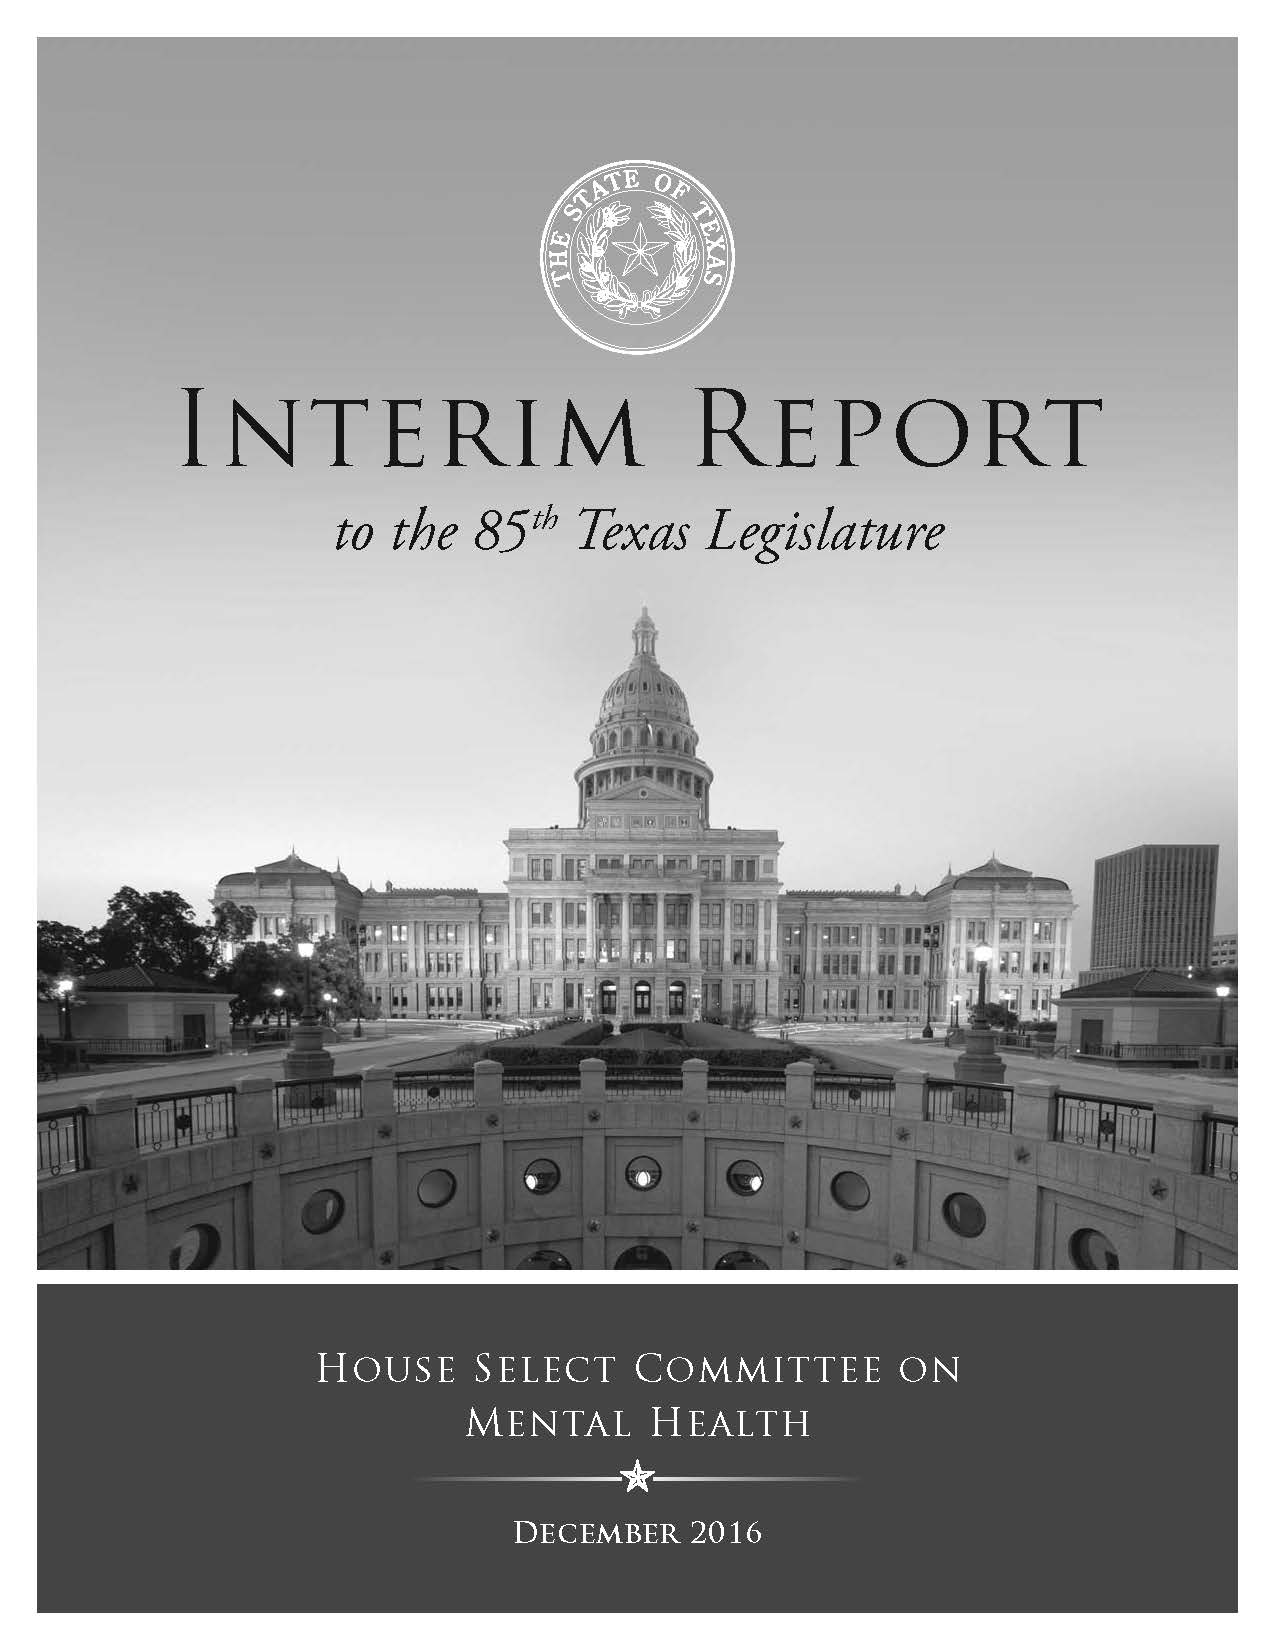 THE STATE OF TEXAS
INTERIM REPORT
to the 85th Texas Legislature
HOUSE SELECT COMMITTEE ON
MENTAL HEALTH
DECEMBER 2016